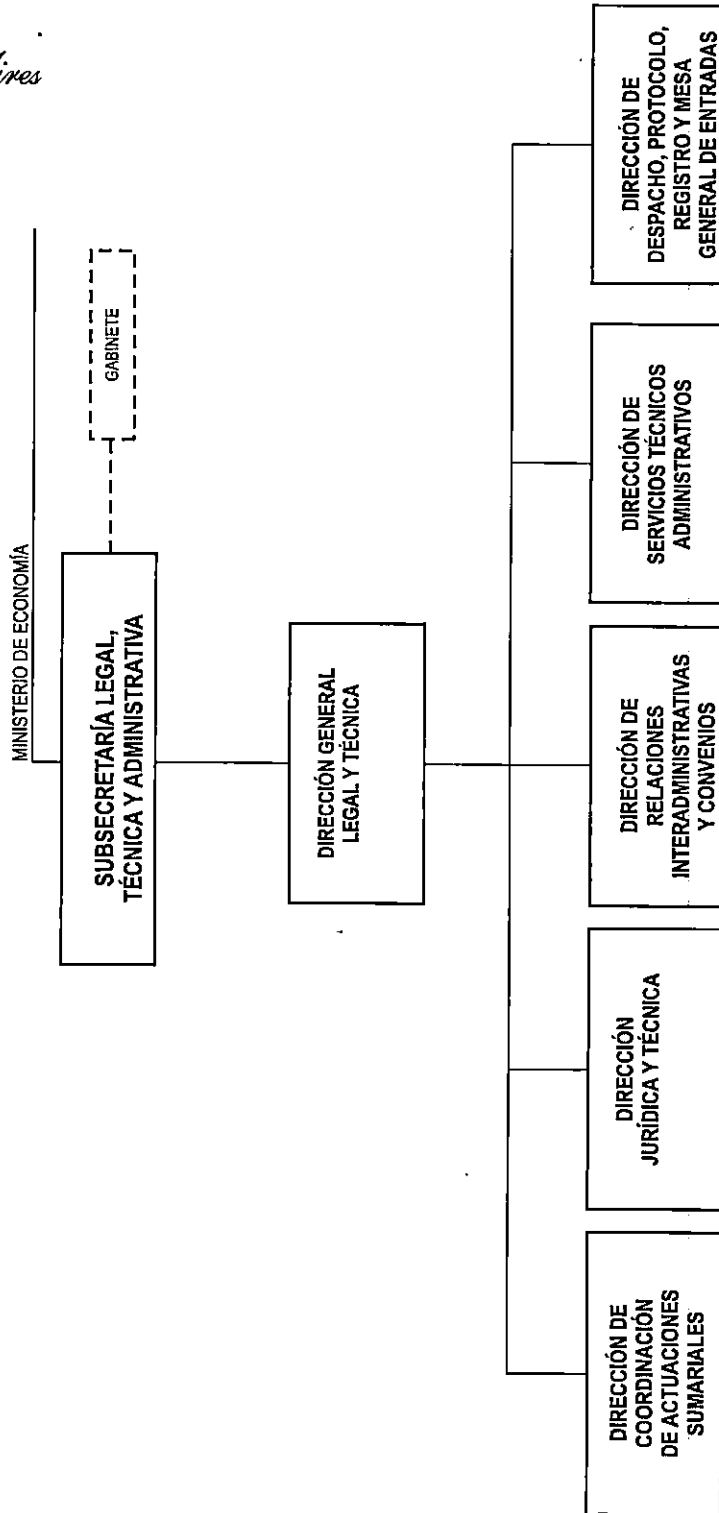 ires
MINISTERIO DE ECONOMÍA
SUBSECRETARÍA LEGAL,
TÉCNICA Y ADMINISTRATIVA
GABINETE
DIRECCIÓN GENERAL
LEGAL Y TÉCNICA
DIRECCIÓN DE
COORDINACIÓN
DE ACTUACIONES
SUMARIALES
DIRECCIÓN
JURÍDICA Y TÉCNICA
DIRECCIÓN DE
RELACIONES
INTERADMINISTRATIVAS
Y CONVENIOS
DIRECCIÓN DE
SERVICIOS TÉCNICOS
ADMINISTRATIVOS
DIRECCIÓN DE
DESPACHO, PROTOCOLO,
REGISTRO Y MESA
GENERAL DE ENTRADAS